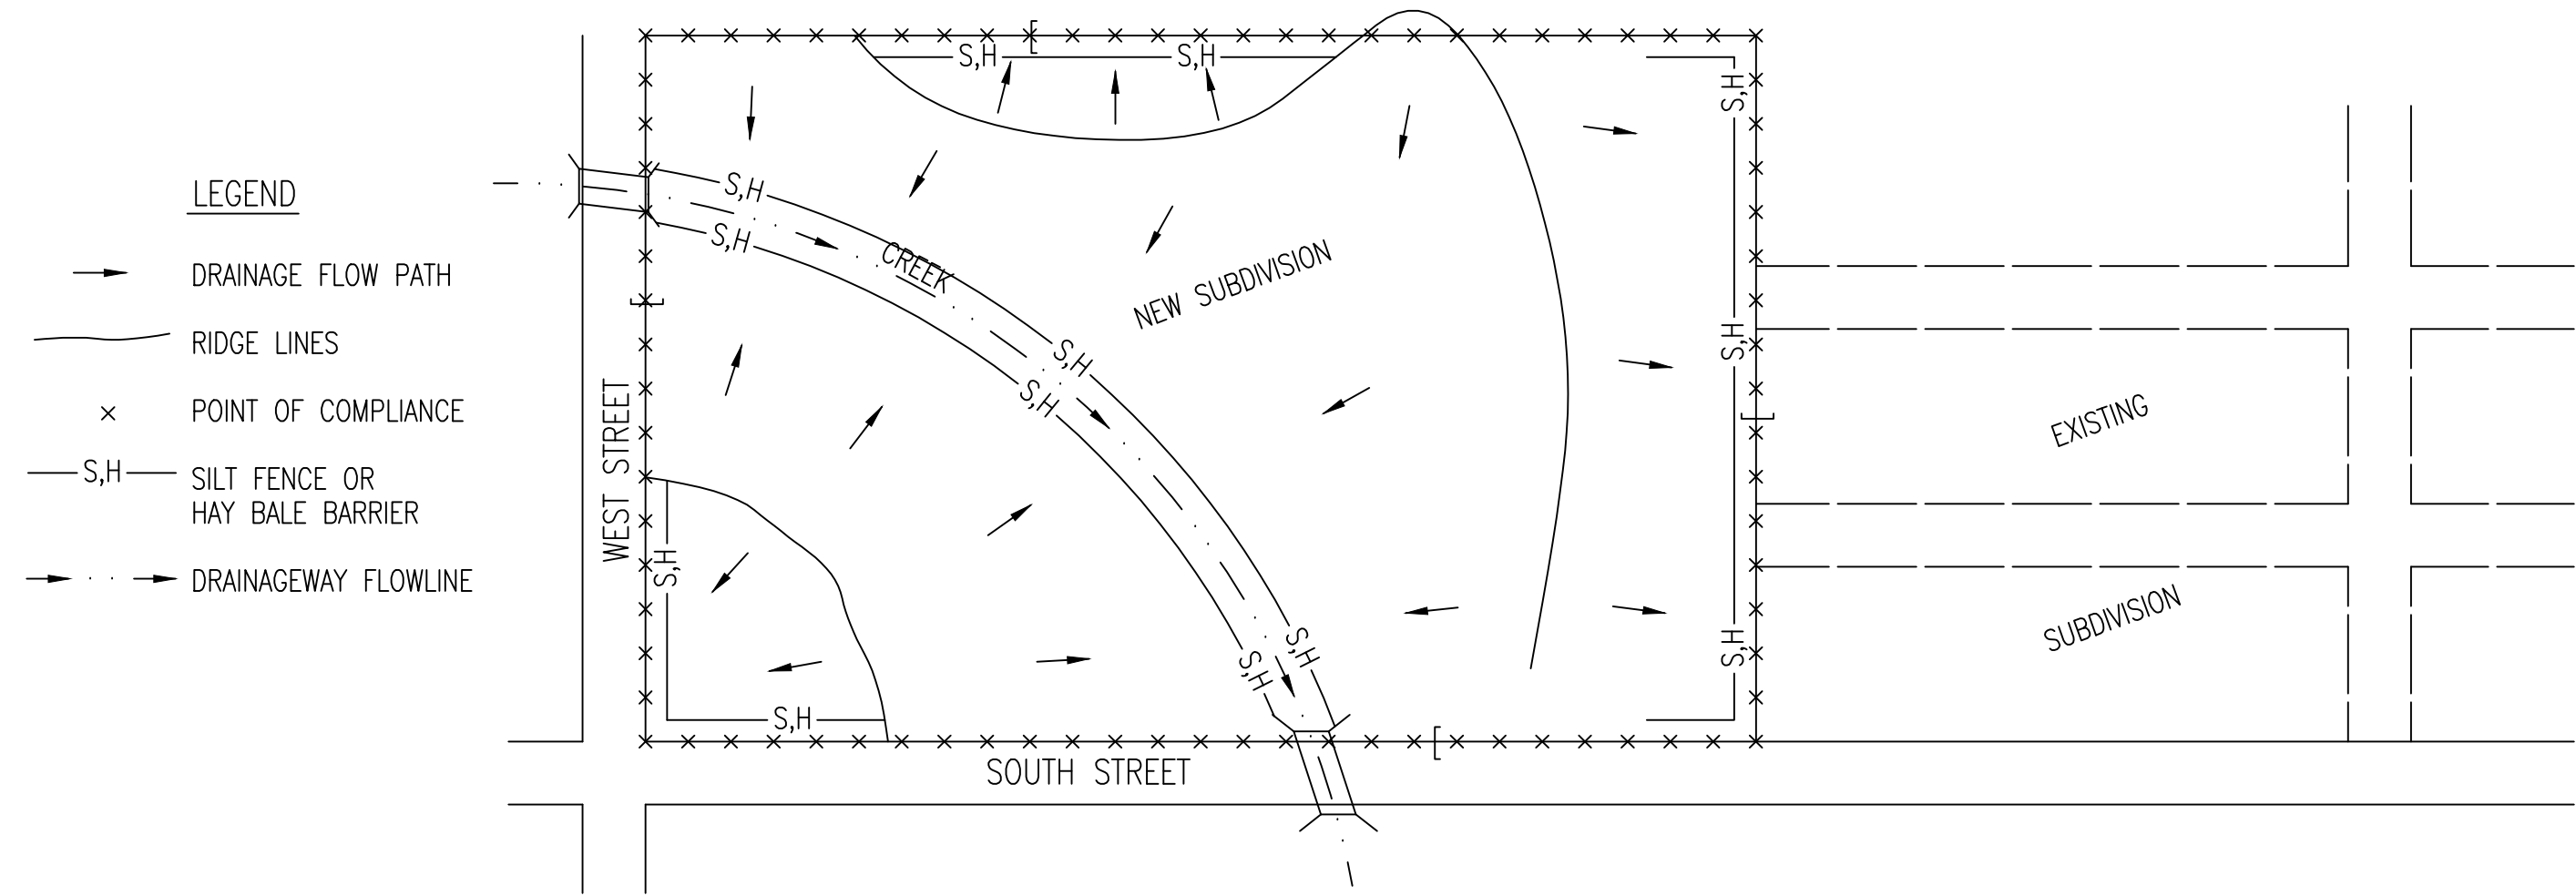 LEGEND
DRAINAGE FLOW PATH
RIDGE LINES
POINT OF COMPLIANCE
S,H
SILT FENCE OR
HAY BALE BARRIER
DRAINAGEWAY FLOWLINE
S,H
S,H
S,H
S,H
S,H
CREEK
NEW SUBDIVISION
S,H
S,H
S,H
WEST STREET
EXISTING
S,H
SUBDIVISION
S,H
S,H
S,H
S,H
SOUTH STREET